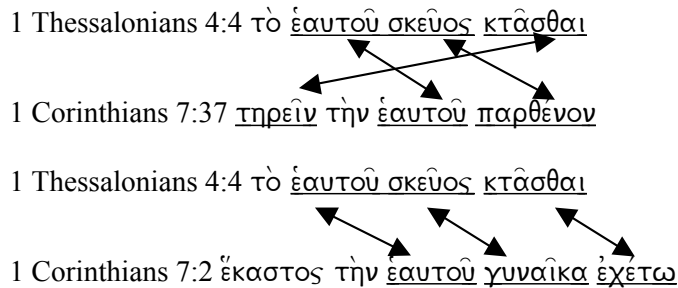 1 Thessalonians 4:4 τὸ ἑαυτοῦ σκεῦος κτᾶσθαι
1 Corinthians 7:37 τηρεῖν τὴν ἑαυτοῦ παρθένον
1 Thessalonians 4:4 τὸ ἑαυτοῦ σκεῦος κτᾶσθαι
1 Corinthians 7:2 ἕκαστος τὴν ἑαυτοῦ γυναῖκα ἐχέτω